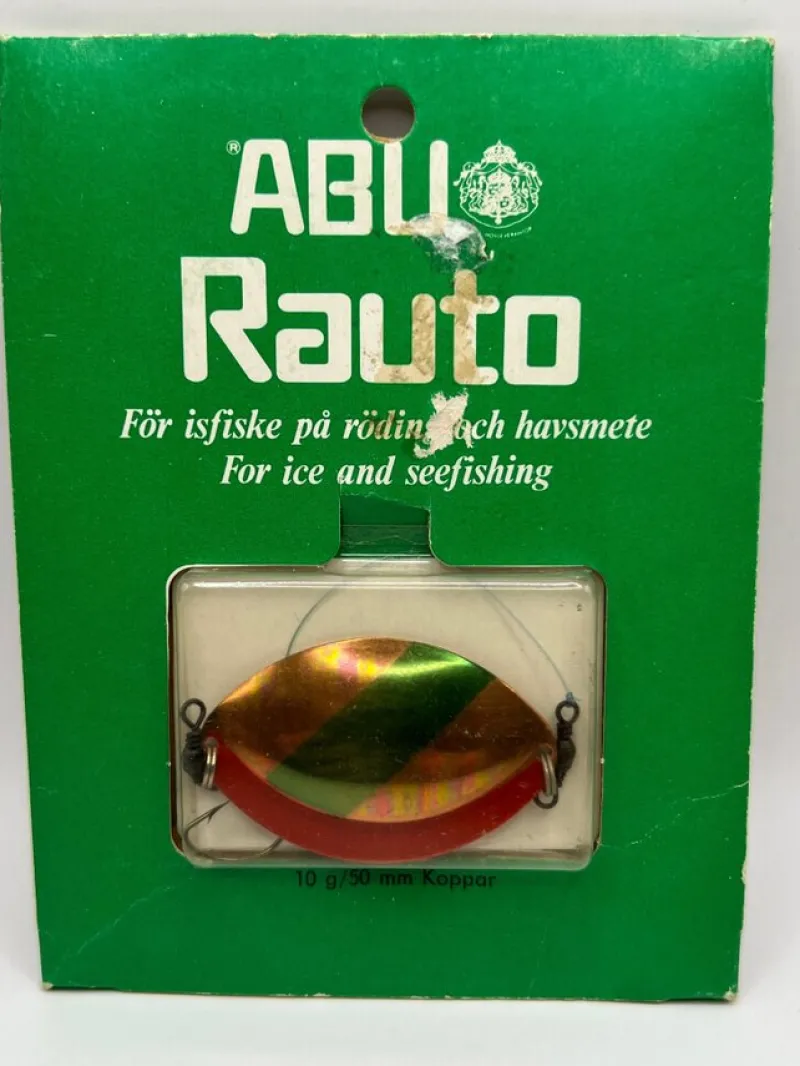 ® ABU
Rauto
För isfiske på röding och havsmete
For ice and seefishing
10 g/50 mm Koppar